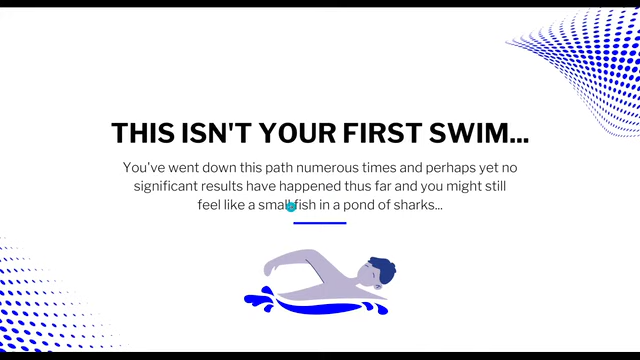 THIS ISN'T YOUR FIRST SWIM...
You've went down this path numerous times and perhaps yet no
significant results have happened thus far and you might still
feel like a small fish in a pond of sharks...